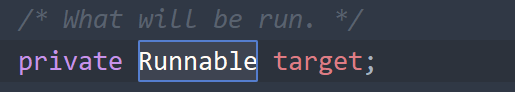 /* What will be run. */
private Runnable target;